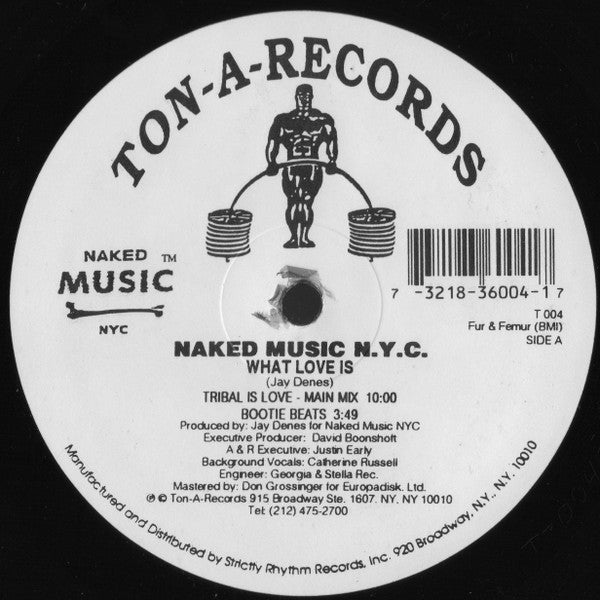 TON-A-RECORDS
NAKED ™
MUSIC
NYC
7 -3218-36004-1 7
T 004
Fur & Femur (BMI)
SIDE A
NAKED MUSIC N.Y.C.
WHAT LOVE IS
(Jay Denes)
TRIBAL IS LOVE - MAIN MIX 10:00
BOOTIE BEATS 3:49
Produced by: Jay Denes for Naked Music NYC
Executive Producer: David Boonshoft
A & R Executive: Justin Early
Background Vocals: Catherine Russell
Engineer: Georgia & Stella Rec.
Mastered by: Don Grossinger for Europadisk. Ltd.
℗ © Ton-A-Records 915 Broadway Ste. 1607. NY. NY 10010
Tel: (212) 475-2700
Manufactured and Distributed by Strictly Rhythm Records, Inc. 920 Broadway, N.Y., N.Y. 10010